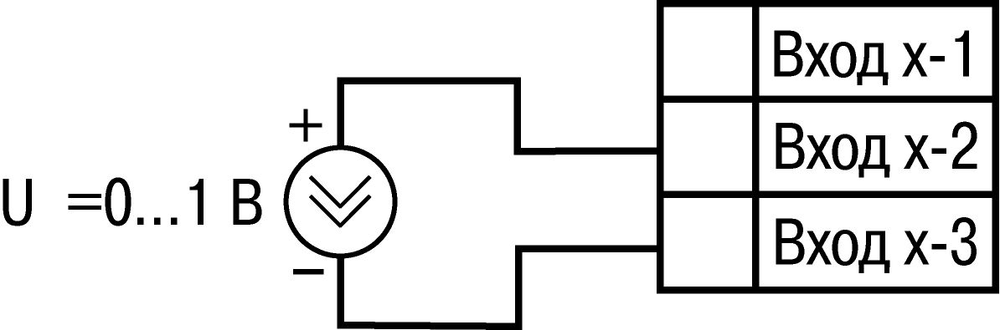 Вход х-1
+
Вход х-2
U =0...1 В
Вход х-3
–